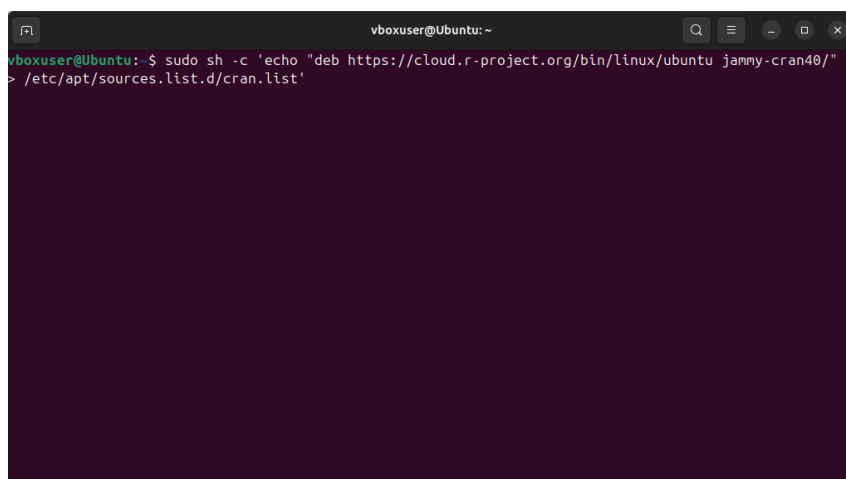 vboxuser@Ubuntu: ~
vboxuser@Ubuntu:~$ sudo sh -c 'echo "deb https://cloud.r-project.org/bin/linux/ubuntu jammy-cran40/"
> /etc/apt/sources.list.d/cran.list'